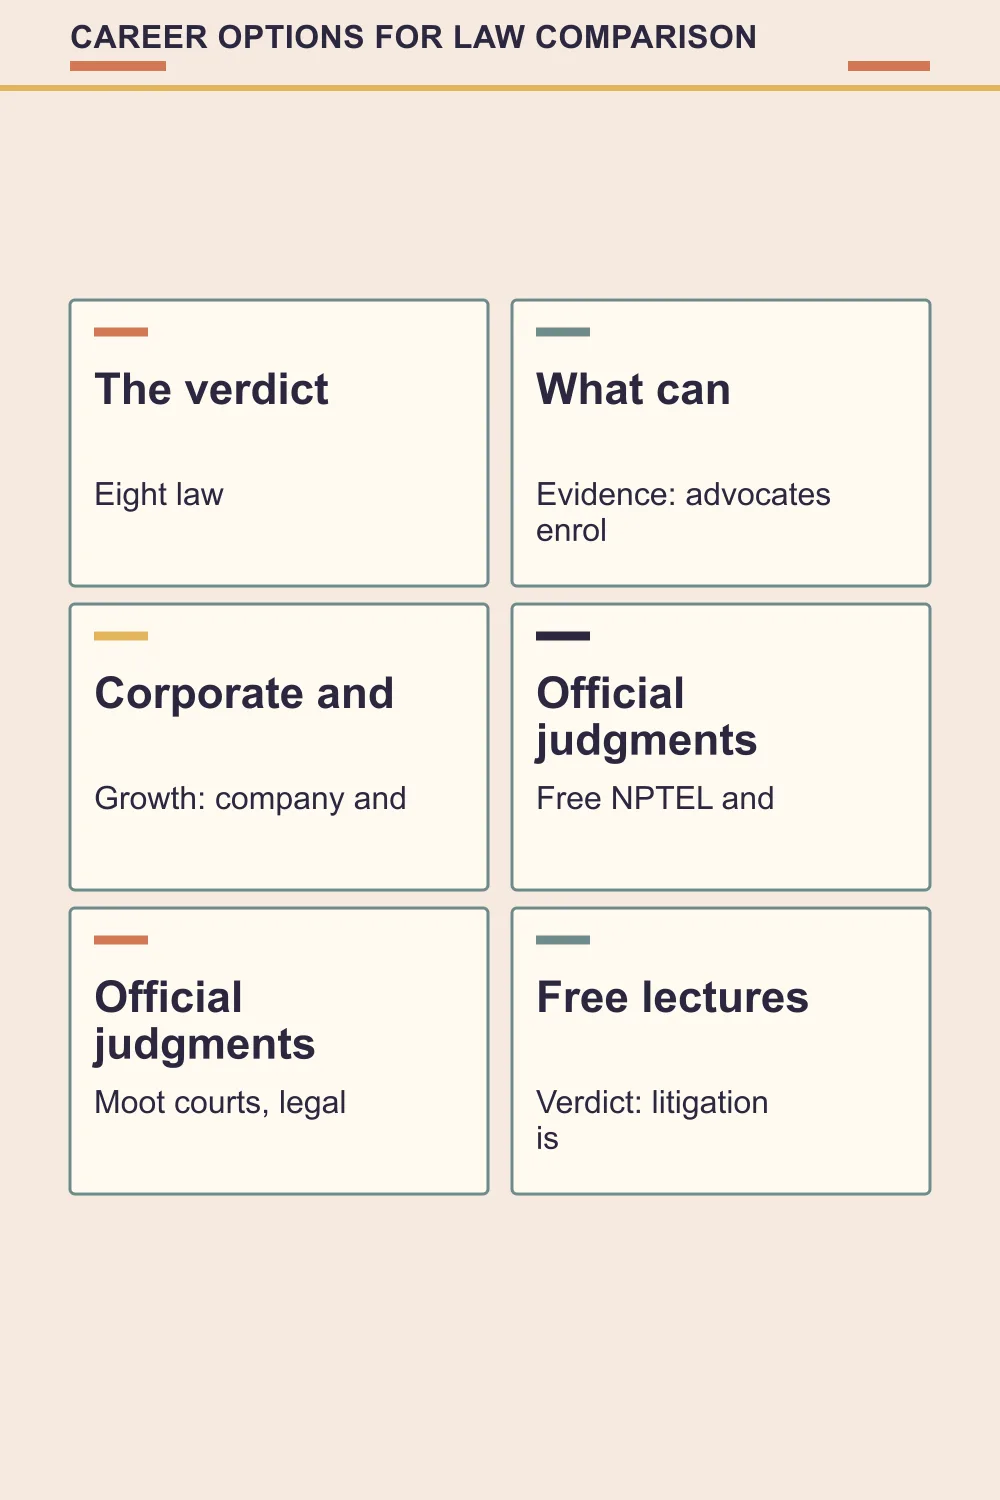 CAREER OPTIONS FOR LAW COMPARISON
The verdict
Eight law
What can
Evidence: advocates
enrol
Corporate and
Growth: company and
Official
judgments
Free NPTEL and
Official
judgments
Moot courts, legal
Free lectures
Verdict: litigation
is